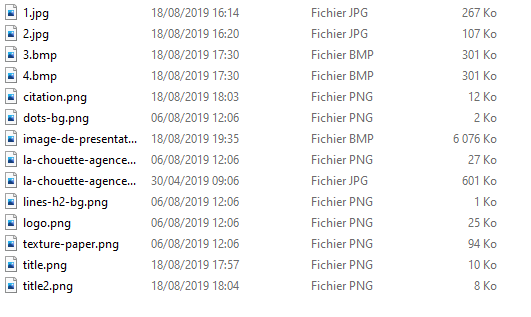 1.jpg 18/08/2019 16:14 Fichier JPG 267 Ko
2.jpg 18/08/2019 16:20 Fichier JPG 107 Ko
3.bmp 18/08/2019 17:30 Fichier BMP 301 Ko
4.bmp 18/08/2019 17:30 Fichier BMP 301 Ko
citation.png 18/08/2019 18:03 Fichier PNG 12 Ko
dots-bg.png 06/08/2019 12:06 Fichier PNG 2 Ko
image-de-presentat... 18/08/2019 19:35 Fichier BMP 6 076 Ko
la-chouette-agence... 06/08/2019 12:06 Fichier PNG 27 Ko
la-chouette-agence... 30/04/2019 09:06 Fichier JPG 601 Ko
lines-h2-bg.png 06/08/2019 12:06 Fichier PNG 1 Ko
logo.png 06/08/2019 12:06 Fichier PNG 25 Ko
texture-paper.png 06/08/2019 12:06 Fichier PNG 94 Ko
title.png 18/08/2019 17:57 Fichier PNG 10 Ko
title2.png 18/08/2019 18:04 Fichier PNG 8 Ko